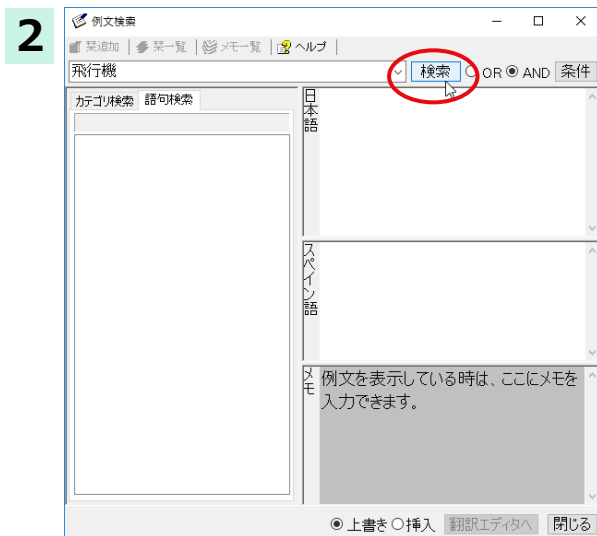 2
例文検索
栞追加 栞一覧 メモ一覧 ヘルプ
飛行機 検索 OR AND 条件
カテゴリ検索 語句検索
日本語
スペイン語
メモ
例文を表示している時は、ここにメモを
入力できます。
上書き 挿入 翻訳エディタへ 閉じる